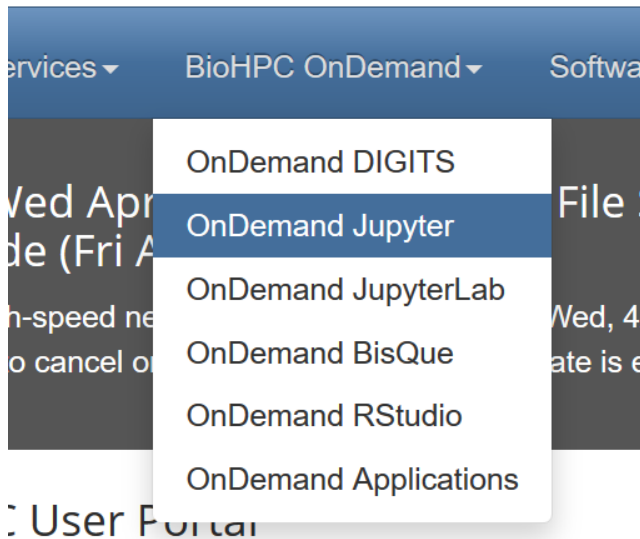 ervices
BioHPC OnDemand
Softwa
OnDemand DIGITS
OnDemand Jupyter
OnDemand JupyterLab
OnDemand BisQue
OnDemand RStudio
OnDemand Applications
Wed Apr
File
de (Fri A
h-speed ne
Wed, 4
o cancel o
ate is e
C User Portal